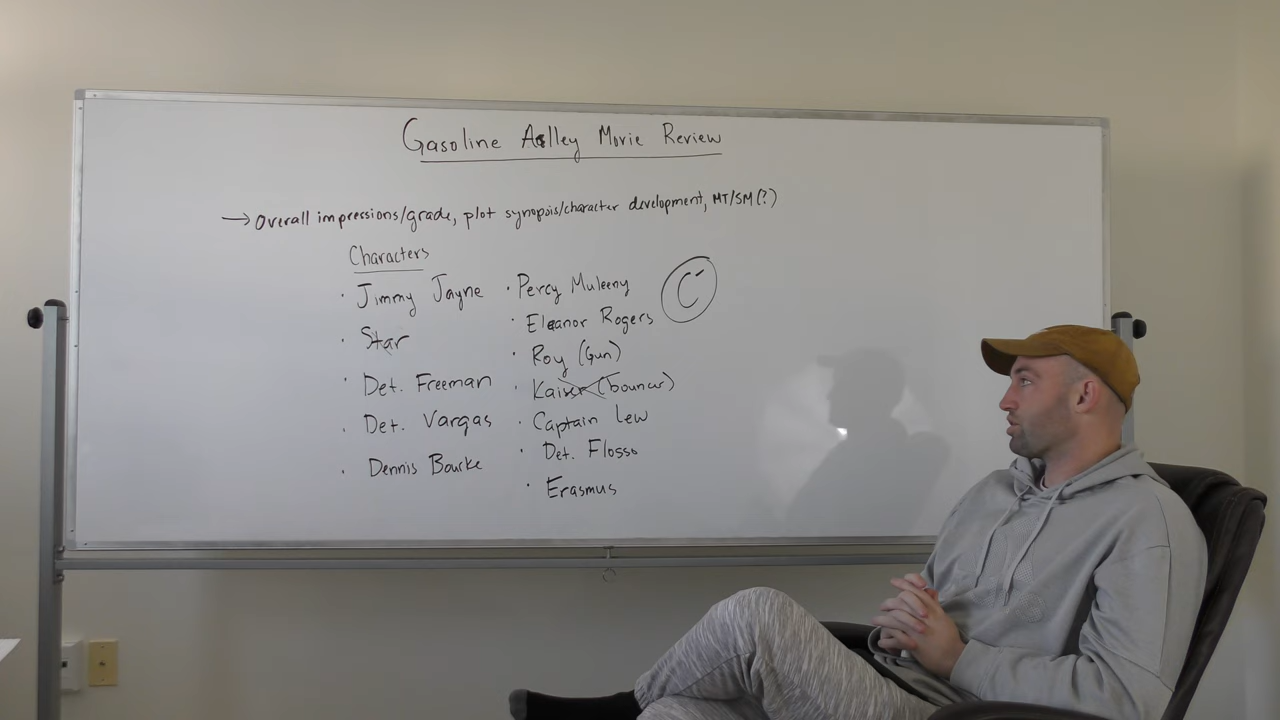 Gasoline Alley Movie Review
→ Overall impressions/grade, plot synopsis/character development, MT/SM(?)
Characters
· Jimmy Jayne
· Star
· Det. Freeman
· Det. Vargas
· Dennis Bourke
· Percy Muleeny
· Eleanor Rogers
· Roy (Gun)
· Kaiser (bouncer)
· Captain Lew
· Det. Flosso
· Erasmus
C-